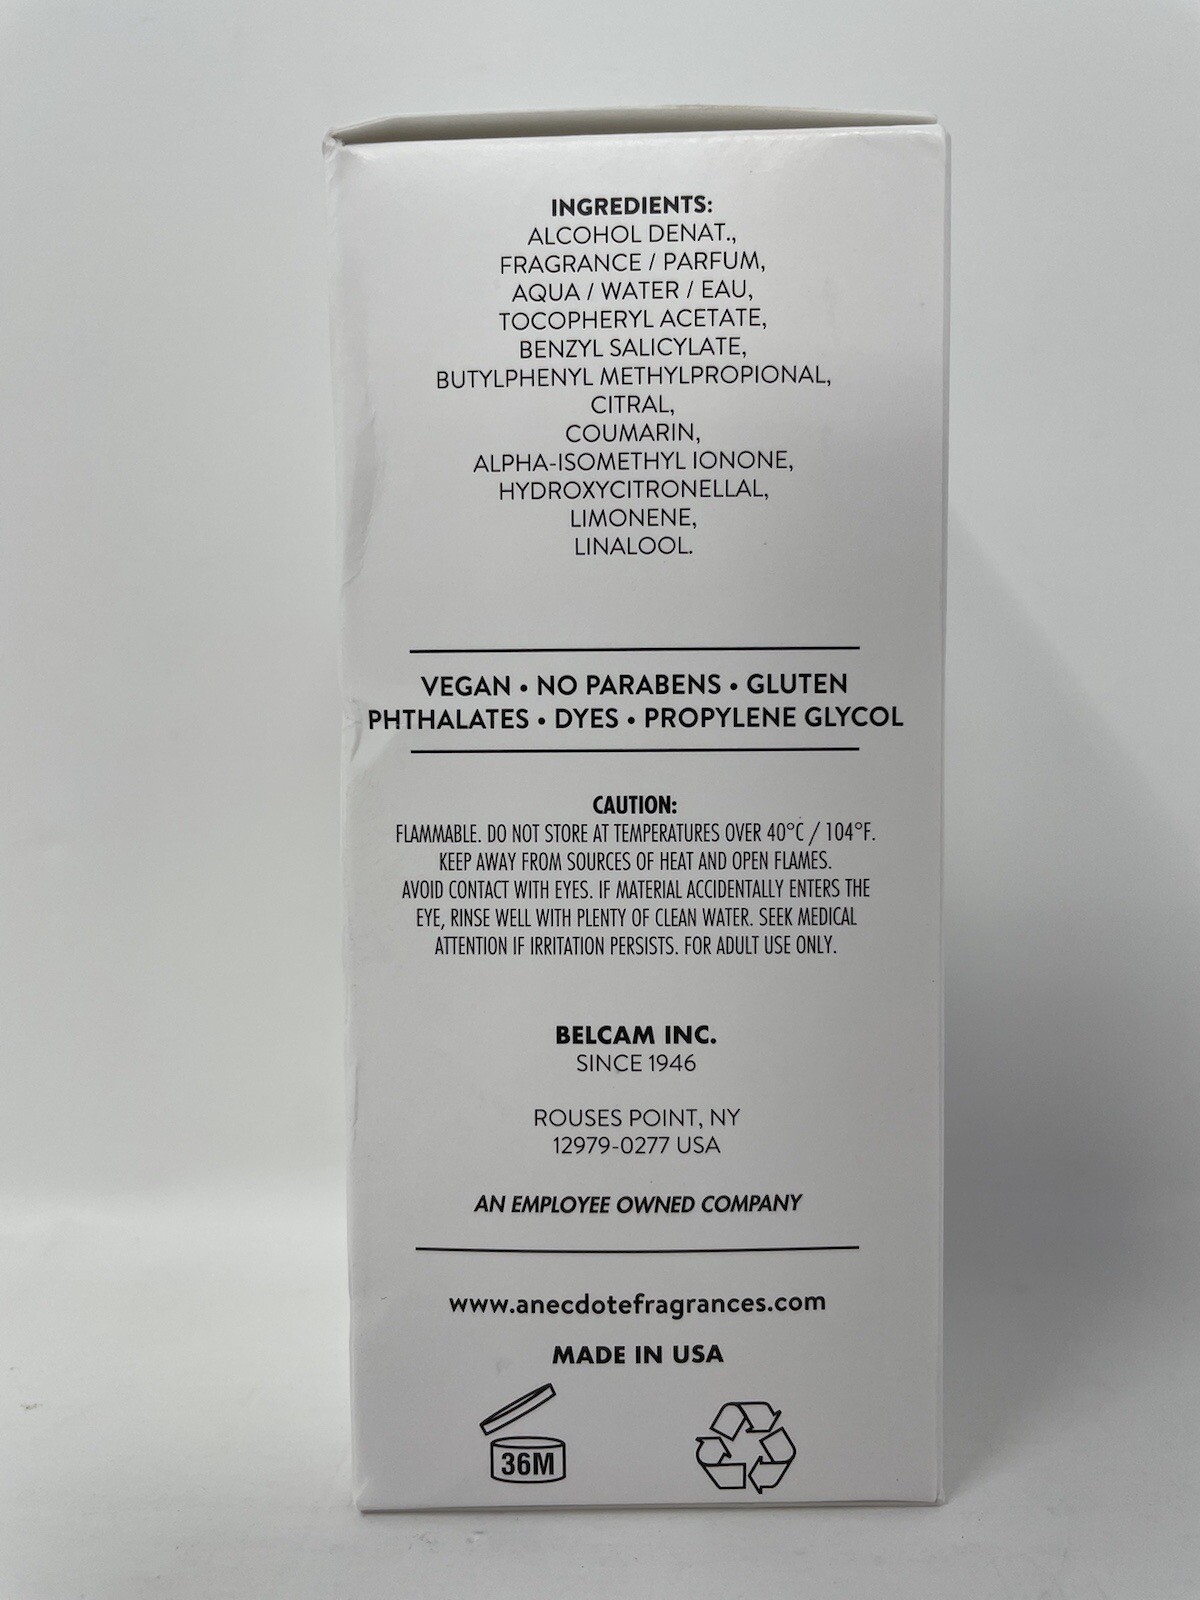 INGREDIENTS:
ALCOHOL DENAT.,
FRAGRANCE / PARFUM,
AQUA / WATER / EAU,
TOCOPHERYL ACETATE,
BENZYL SALICYLATE,
BUTYLPHENYL METHYLPROPIONAL,
CITRAL,
COUMARIN,
ALPHA-ISOMETHYL IONONE,
HYDROXYCITRONELLAL,
LIMONENE,
LINALOOL.
VEGAN • NO PARABENS • GLUTEN
PHTHALATES • DYES • PROPYLENE GLYCOL
CAUTION:
FLAMMABLE. DO NOT STORE AT TEMPERATURES OVER 40°C / 104°F.
KEEP AWAY FROM SOURCES OF HEAT AND OPEN FLAMES.
AVOID CONTACT WITH EYES. IF MATERIAL ACCIDENTALLY ENTERS THE
EYE, RINSE WELL WITH PLENTY OF CLEAN WATER. SEEK MEDICAL
ATTENTION IF IRRITATION PERSISTS. FOR ADULT USE ONLY.
BELCAM INC.
SINCE 1946
ROUSES POINT, NY
12979-0277 USA
AN EMPLOYEE OWNED COMPANY
www.anecdotefragrances.com
MADE IN USA
36M